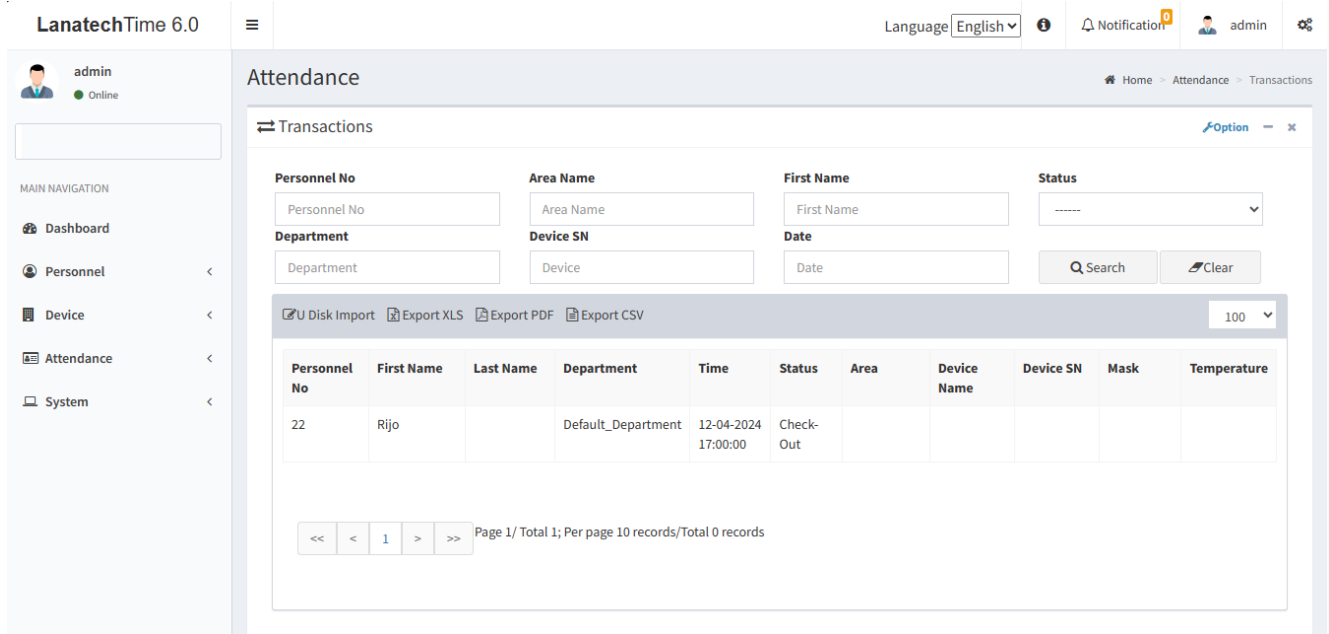 LanatechTime 6.0
Language English
Notification 0
admin
admin
Online
Attendance
Home > Attendance > Transactions
Transactions
Option
MAIN NAVIGATION
Dashboard
Personnel
Device
Attendance
System
Personnel No Area Name First Name Status
Personnel No Area Name First Name ------
Department Device SN Date
Department Device Date Search Clear
U Disk Import Export XLS Export PDF Export CSV 100
Personnel No First Name Last Name Department Time Status Area Device Name Device SN Mask Temperature
22 Rijo Default_Department 12-04-2024 17:00:00 Check-Out
<< < 1 > >> Page 1/ Total 1; Per page 10 records/Total 0 records